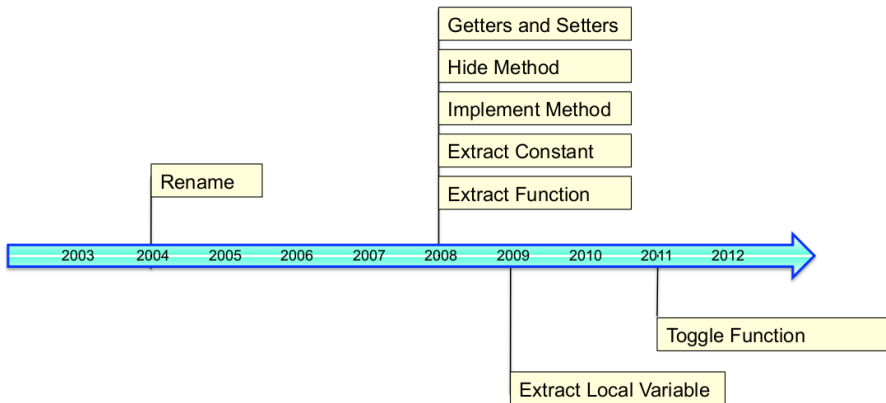 Getters and Setters
Hide Method
Implement Method
Extract Constant
Rename
Extract Function
2003 2004 2005 2006 2007 2008 2009 2010 2011 2012
Toggle Function
Extract Local Variable